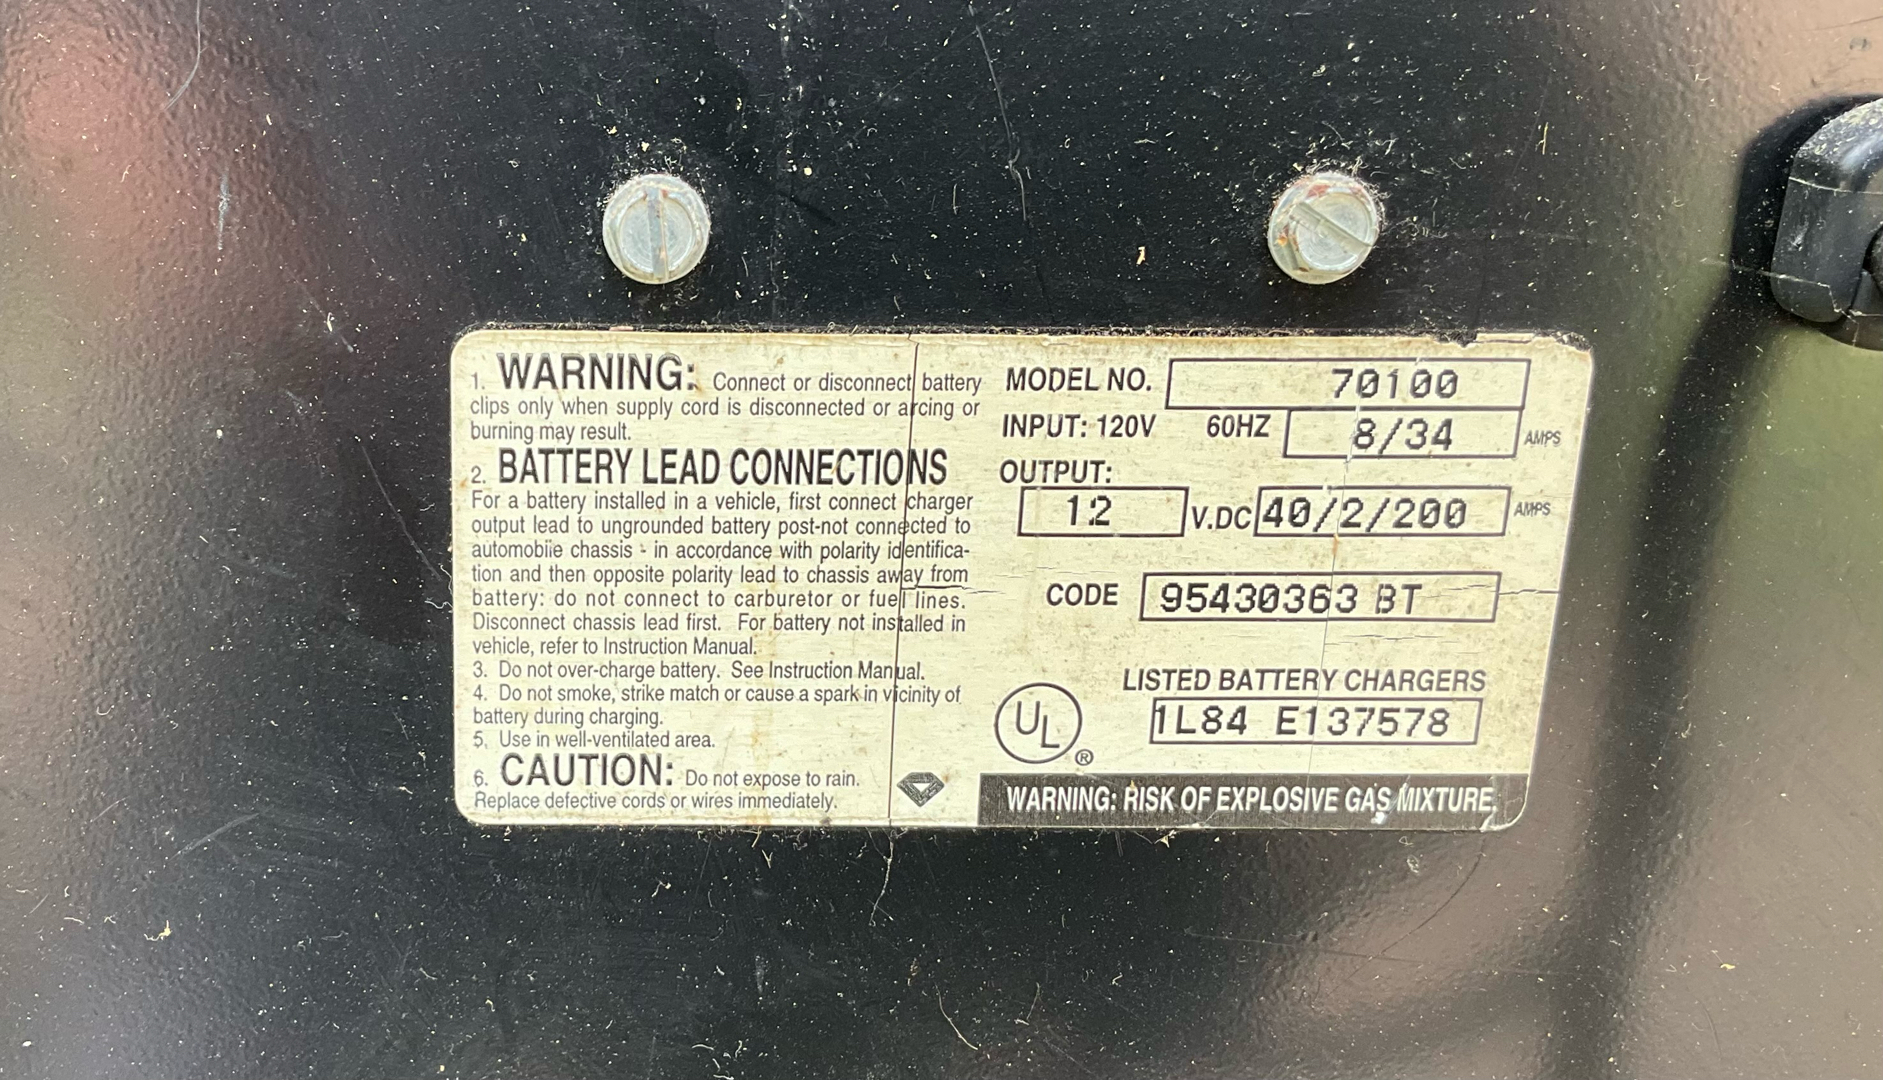 1. WARNING: Connect or disconnect battery
clips only when supply cord is disconnected or arcing or
burning may result.
2. BATTERY LEAD CONNECTIONS
For a battery installed in a vehicle, first connect charger
output lead to ungrounded battery post-not connected to
automobile chassis - in accordance with polarity identifica-
tion and then opposite polarity lead to chassis away from
battery: do not connect to carburetor or fuel lines.
Disconnect chassis lead first. For battery not installed in
vehicle, refer to Instruction Manual.
3. Do not over-charge battery. See Instruction Manual.
4. Do not smoke, strike match or cause a spark in vicinity of
battery during charging.
5. Use in well-ventilated area.
6. CAUTION: Do not expose to rain.
Replace defective cords or wires immediately.
MODEL NO. 70100
INPUT: 120V 60HZ 8/34 AMPS
OUTPUT:
12 V.DC 40/2/200 AMPS
CODE 95430363 BT
LISTED BATTERY CHARGERS
UL ® 1L84 E137578
WARNING: RISK OF EXPLOSIVE GAS MIXTURE.